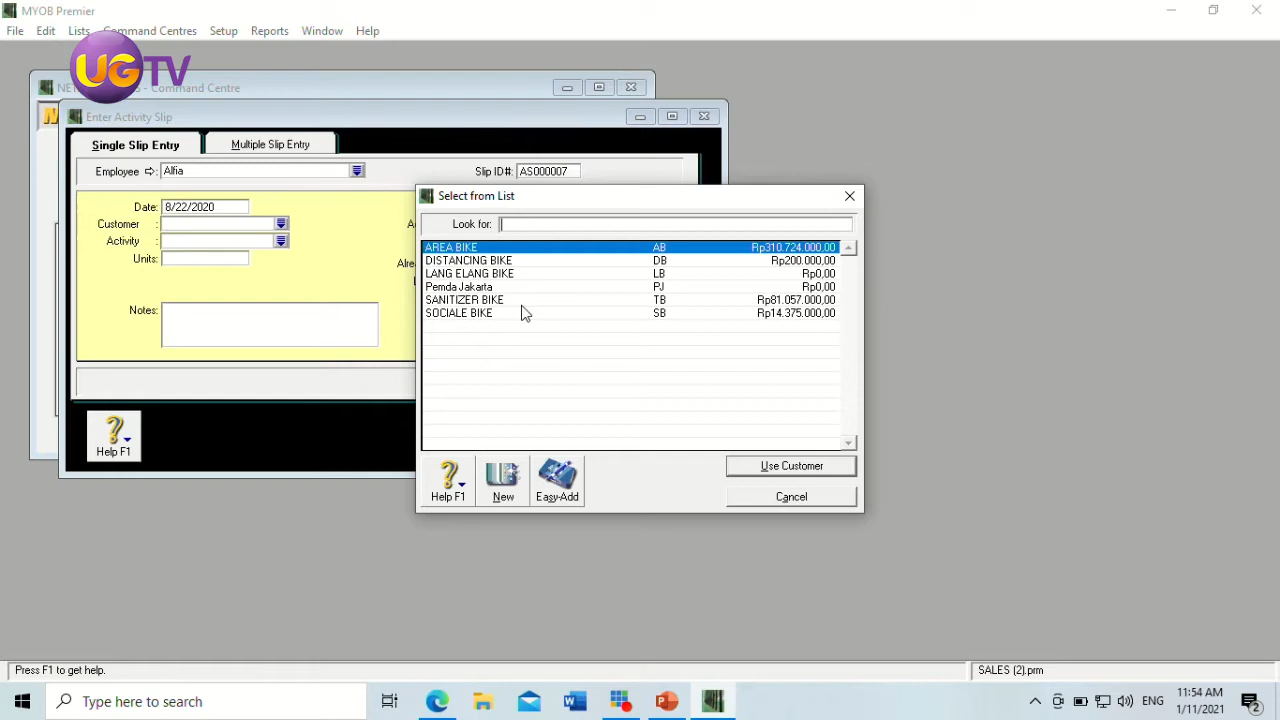 MYOB Premier
File Edit Lists Command Centres Setup Reports Window Help
UGTV
- Command Centre
Enter Activity Slip
Single Slip Entry Multiple Slip Entry
Employee Alfia Slip ID#: AS000007
Date: 8/22/2020
Customer :
Activity :
Units:
Notes:
Help F1
Select from List
Look for:
AREA BIKE AB Rp310.724.000,00
DISTANCING BIKE DB Rp200.000,00
LANG ELANG BIKE LB Rp0,00
Pemda Jakarta PJ Rp0,00
SANITIZER BIKE TB Rp81.057.000,00
SOCIALE BIKE SB Rp14.375.000,00
Help F1 New Easy-Add Use Customer
Cancel
Press F1 to get help. SALES (2).prm
Type here to search ENG 11:54 AM
1/11/2021 2